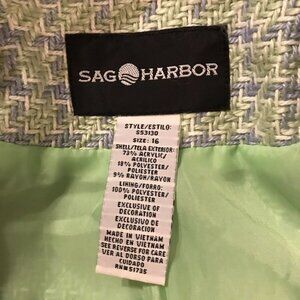 SAG HARBOR
STYLE/ESTILO:
SIZE: 16
SHELL/TELA EXTERIOR:
73% ACRYLIC/
ACRILICO
18% POLYESTER/
POLIESTER
9% RAYON/RAYON
LINING/FORRO:
100% POLYESTER/
POLIESTER
EXCLUSIVE OF
DECORATION
EXCLUSIVO DE
DECORACION
MADE IN VIETNAM
HECHO EN VIETNAM
SEE REVERSE FOR CARE
VER AL DORSO PARA
CUIDADO
RN#51735